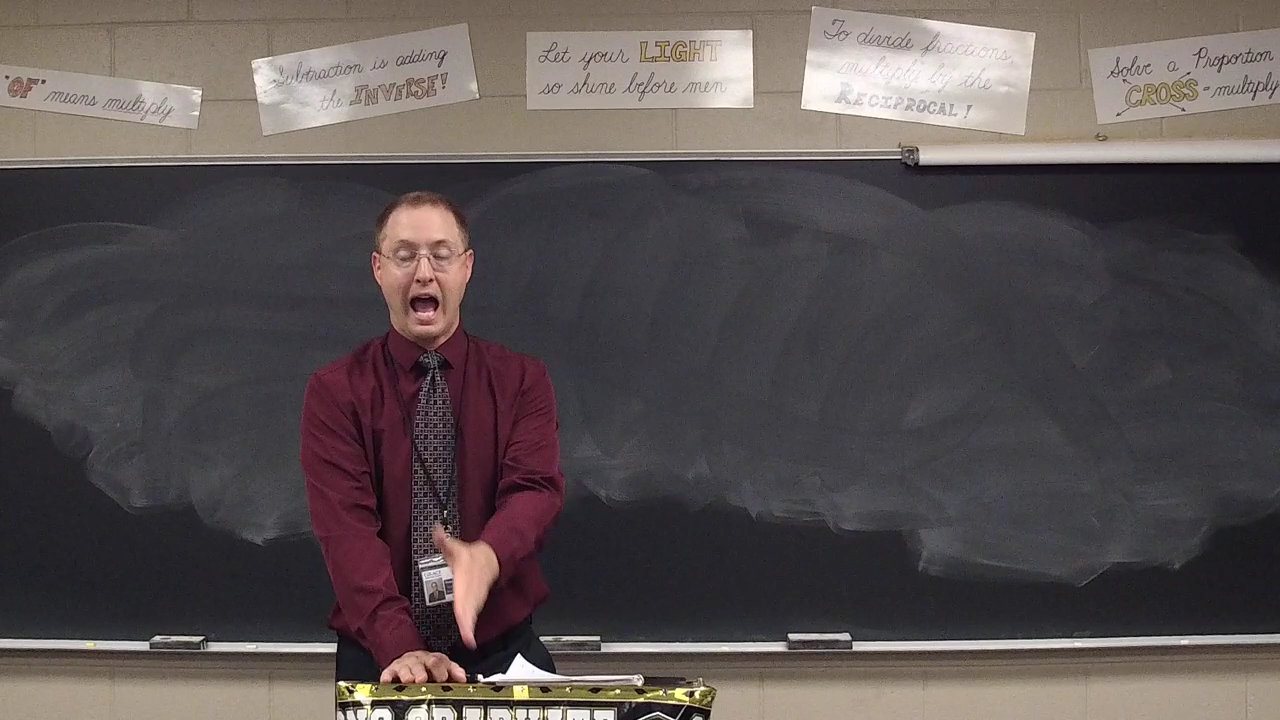 "OF" means multiply
Subtraction is adding
the INVERSE!
Let your LIGHT
so shine before men
To divide fractions,
multiply by the
RECIPROCAL!
Solve a Proportion
CROSS-multiply
GRADUATE